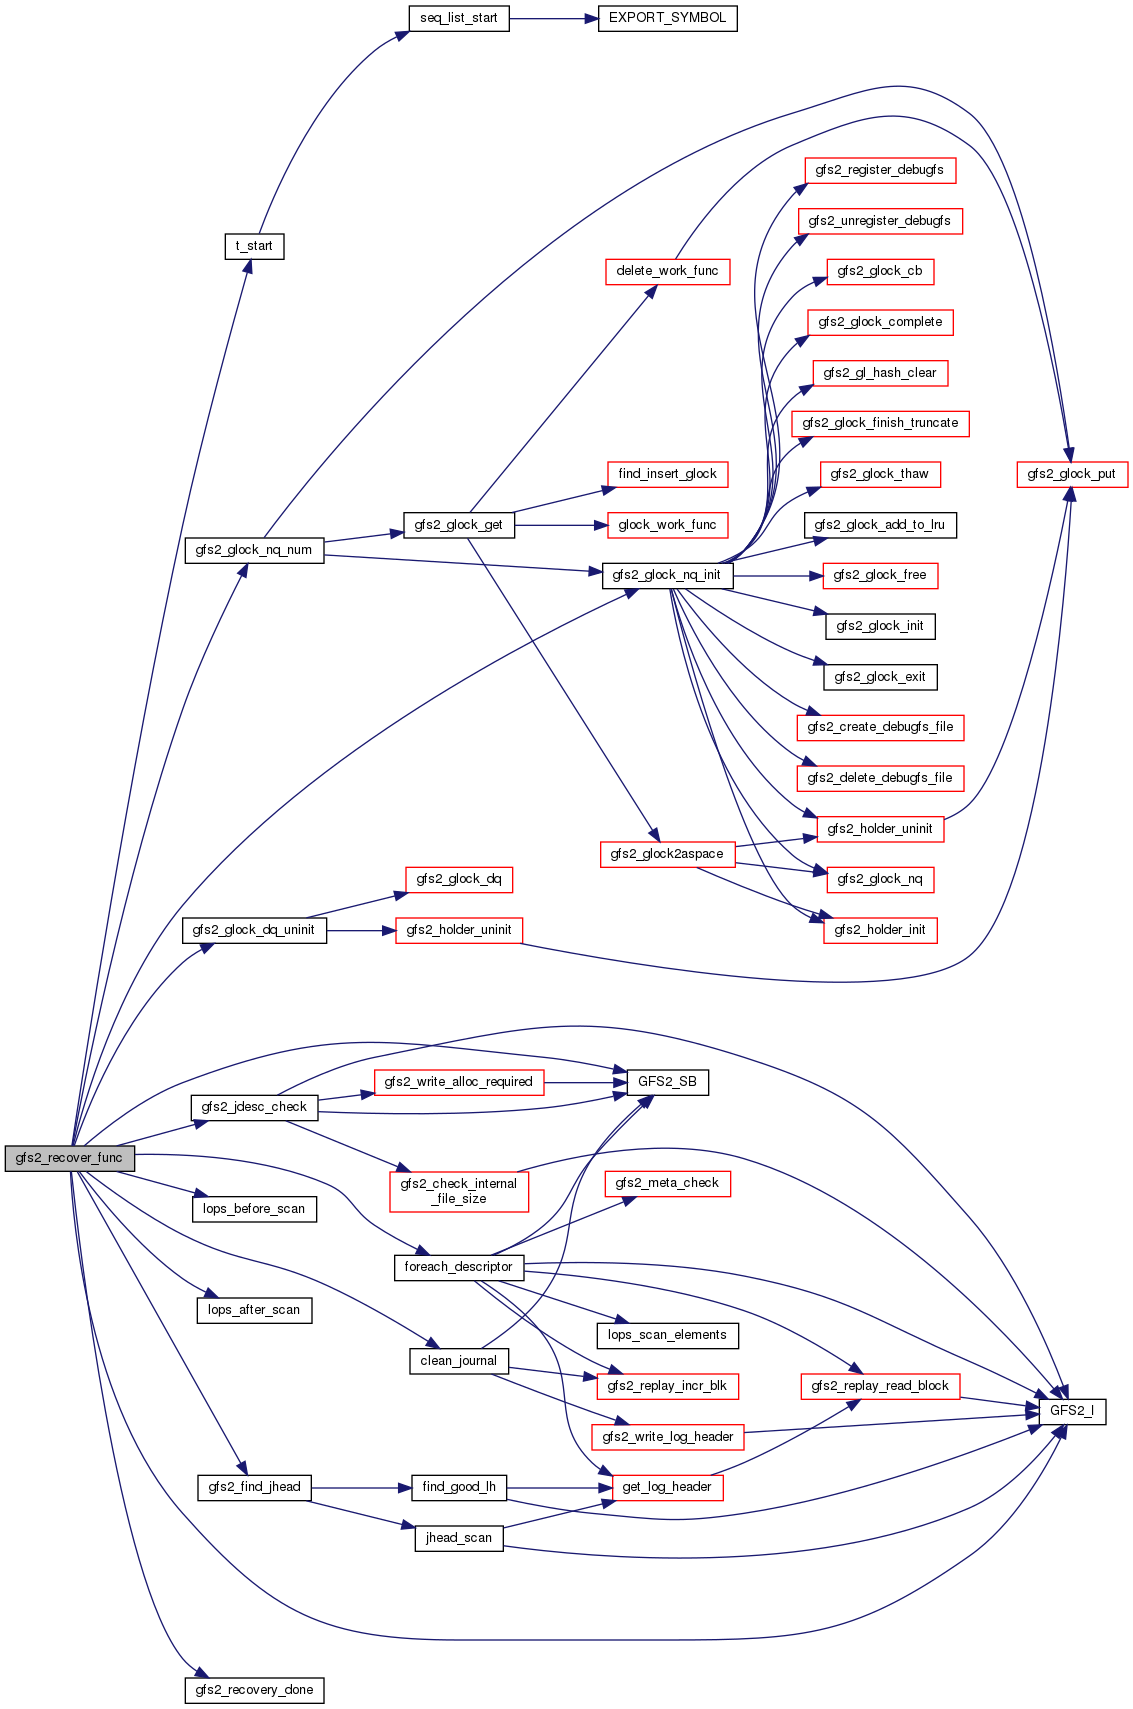 seq_list_start
EXPORT_SYMBOL
gfs2_register_debugfs
gfs2_unregister_debugfs
t_start
delete_work_func
gfs2_glock_cb
gfs2_glock_complete
gfs2_gl_hash_clear
gfs2_glock_finish_truncate
find_insert_glock
gfs2_glock_thaw
gfs2_glock_put
gfs2_glock_get
glock_work_func
gfs2_glock_add_to_lru
gfs2_glock_nq_num
gfs2_glock_nq_init
gfs2_glock_free
gfs2_glock_init
gfs2_glock_exit
gfs2_create_debugfs_file
gfs2_delete_debugfs_file
gfs2_holder_uninit
gfs2_glock2aspace
gfs2_glock_dq
gfs2_glock_nq
gfs2_glock_dq_uninit
gfs2_holder_uninit
gfs2_holder_init
gfs2_write_alloc_required
GFS2_SB
gfs2_jdesc_check
gfs2_recover_func
gfs2_check_internal
_file_size
gfs2_meta_check
lops_before_scan
foreach_descriptor
lops_after_scan
lops_scan_elements
clean_journal
gfs2_replay_incr_blk
gfs2_replay_read_block
GFS2_I
gfs2_write_log_header
gfs2_find_jhead
find_good_lh
get_log_header
jhead_scan
gfs2_recovery_done